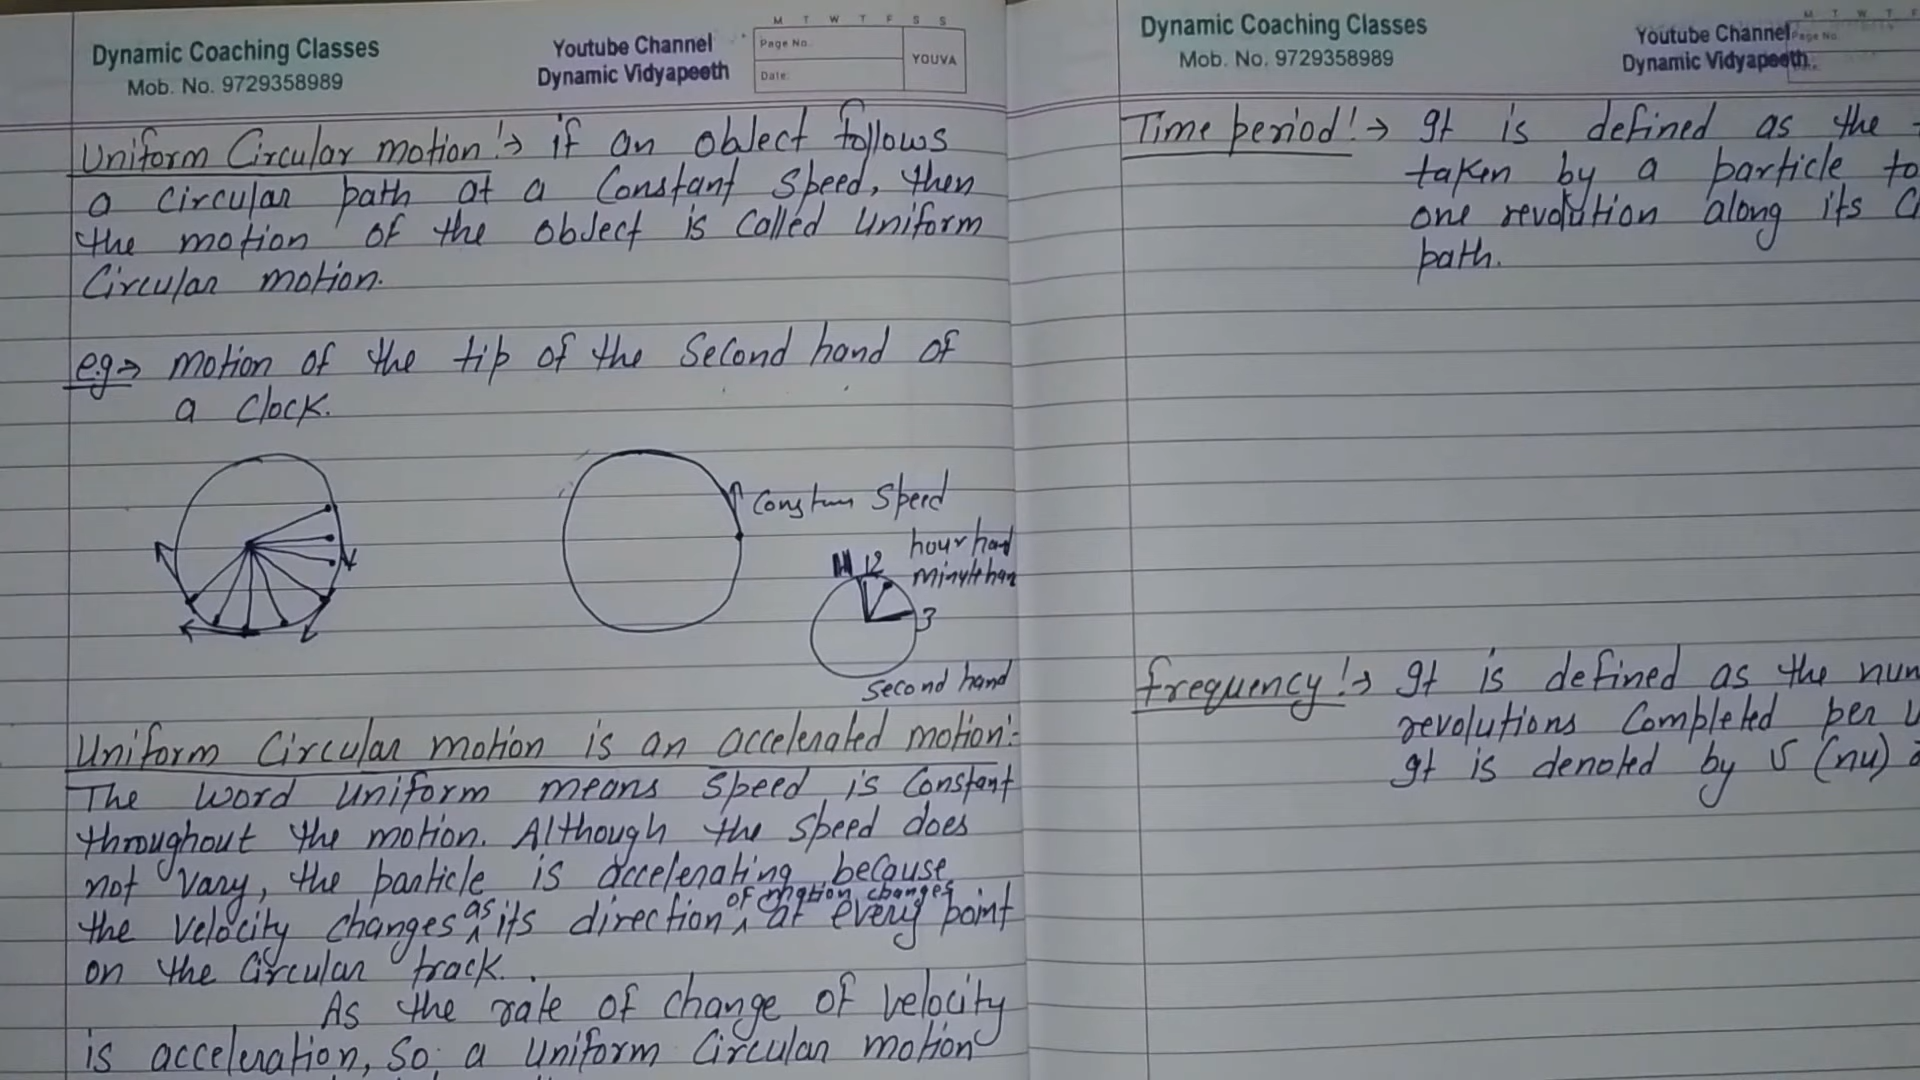 Dynamic Coaching Classes
Mob. No. 9729358989
Youtube Channel
Dynamic Vidyapeeth
M T W T F S S
Page No.
Date:
YOUVA
Uniform Circular motion :→ if an object follows
a circular path at a constant speed, then
the motion of the object is called uniform
Circular motion.
e.g → motion of the tip of the second hand of
a clock.
Speed
12
hour
3
second hand
Uniform Circular motion is an accelerated motion:-
The word uniform means speed is constant
throughout the motion. Although the speed does
not vary, the particle is accelerating because
the velocity changes as its direction of motion changes at every point
on the circular track.
As the rate of change of velocity
is acceleration, so a uniform circular motion
Dynamic Coaching Classes
Mob. No. 9729358989
Youtube Channel
Dynamic Vidyapeeth
M T W T F
Page No.
Time period :→ It is defined as the
taken by a particle to
one revolution along its
path.
frequency :→ It is defined as the
revolutions completed per
It is denoted by υ (nu)